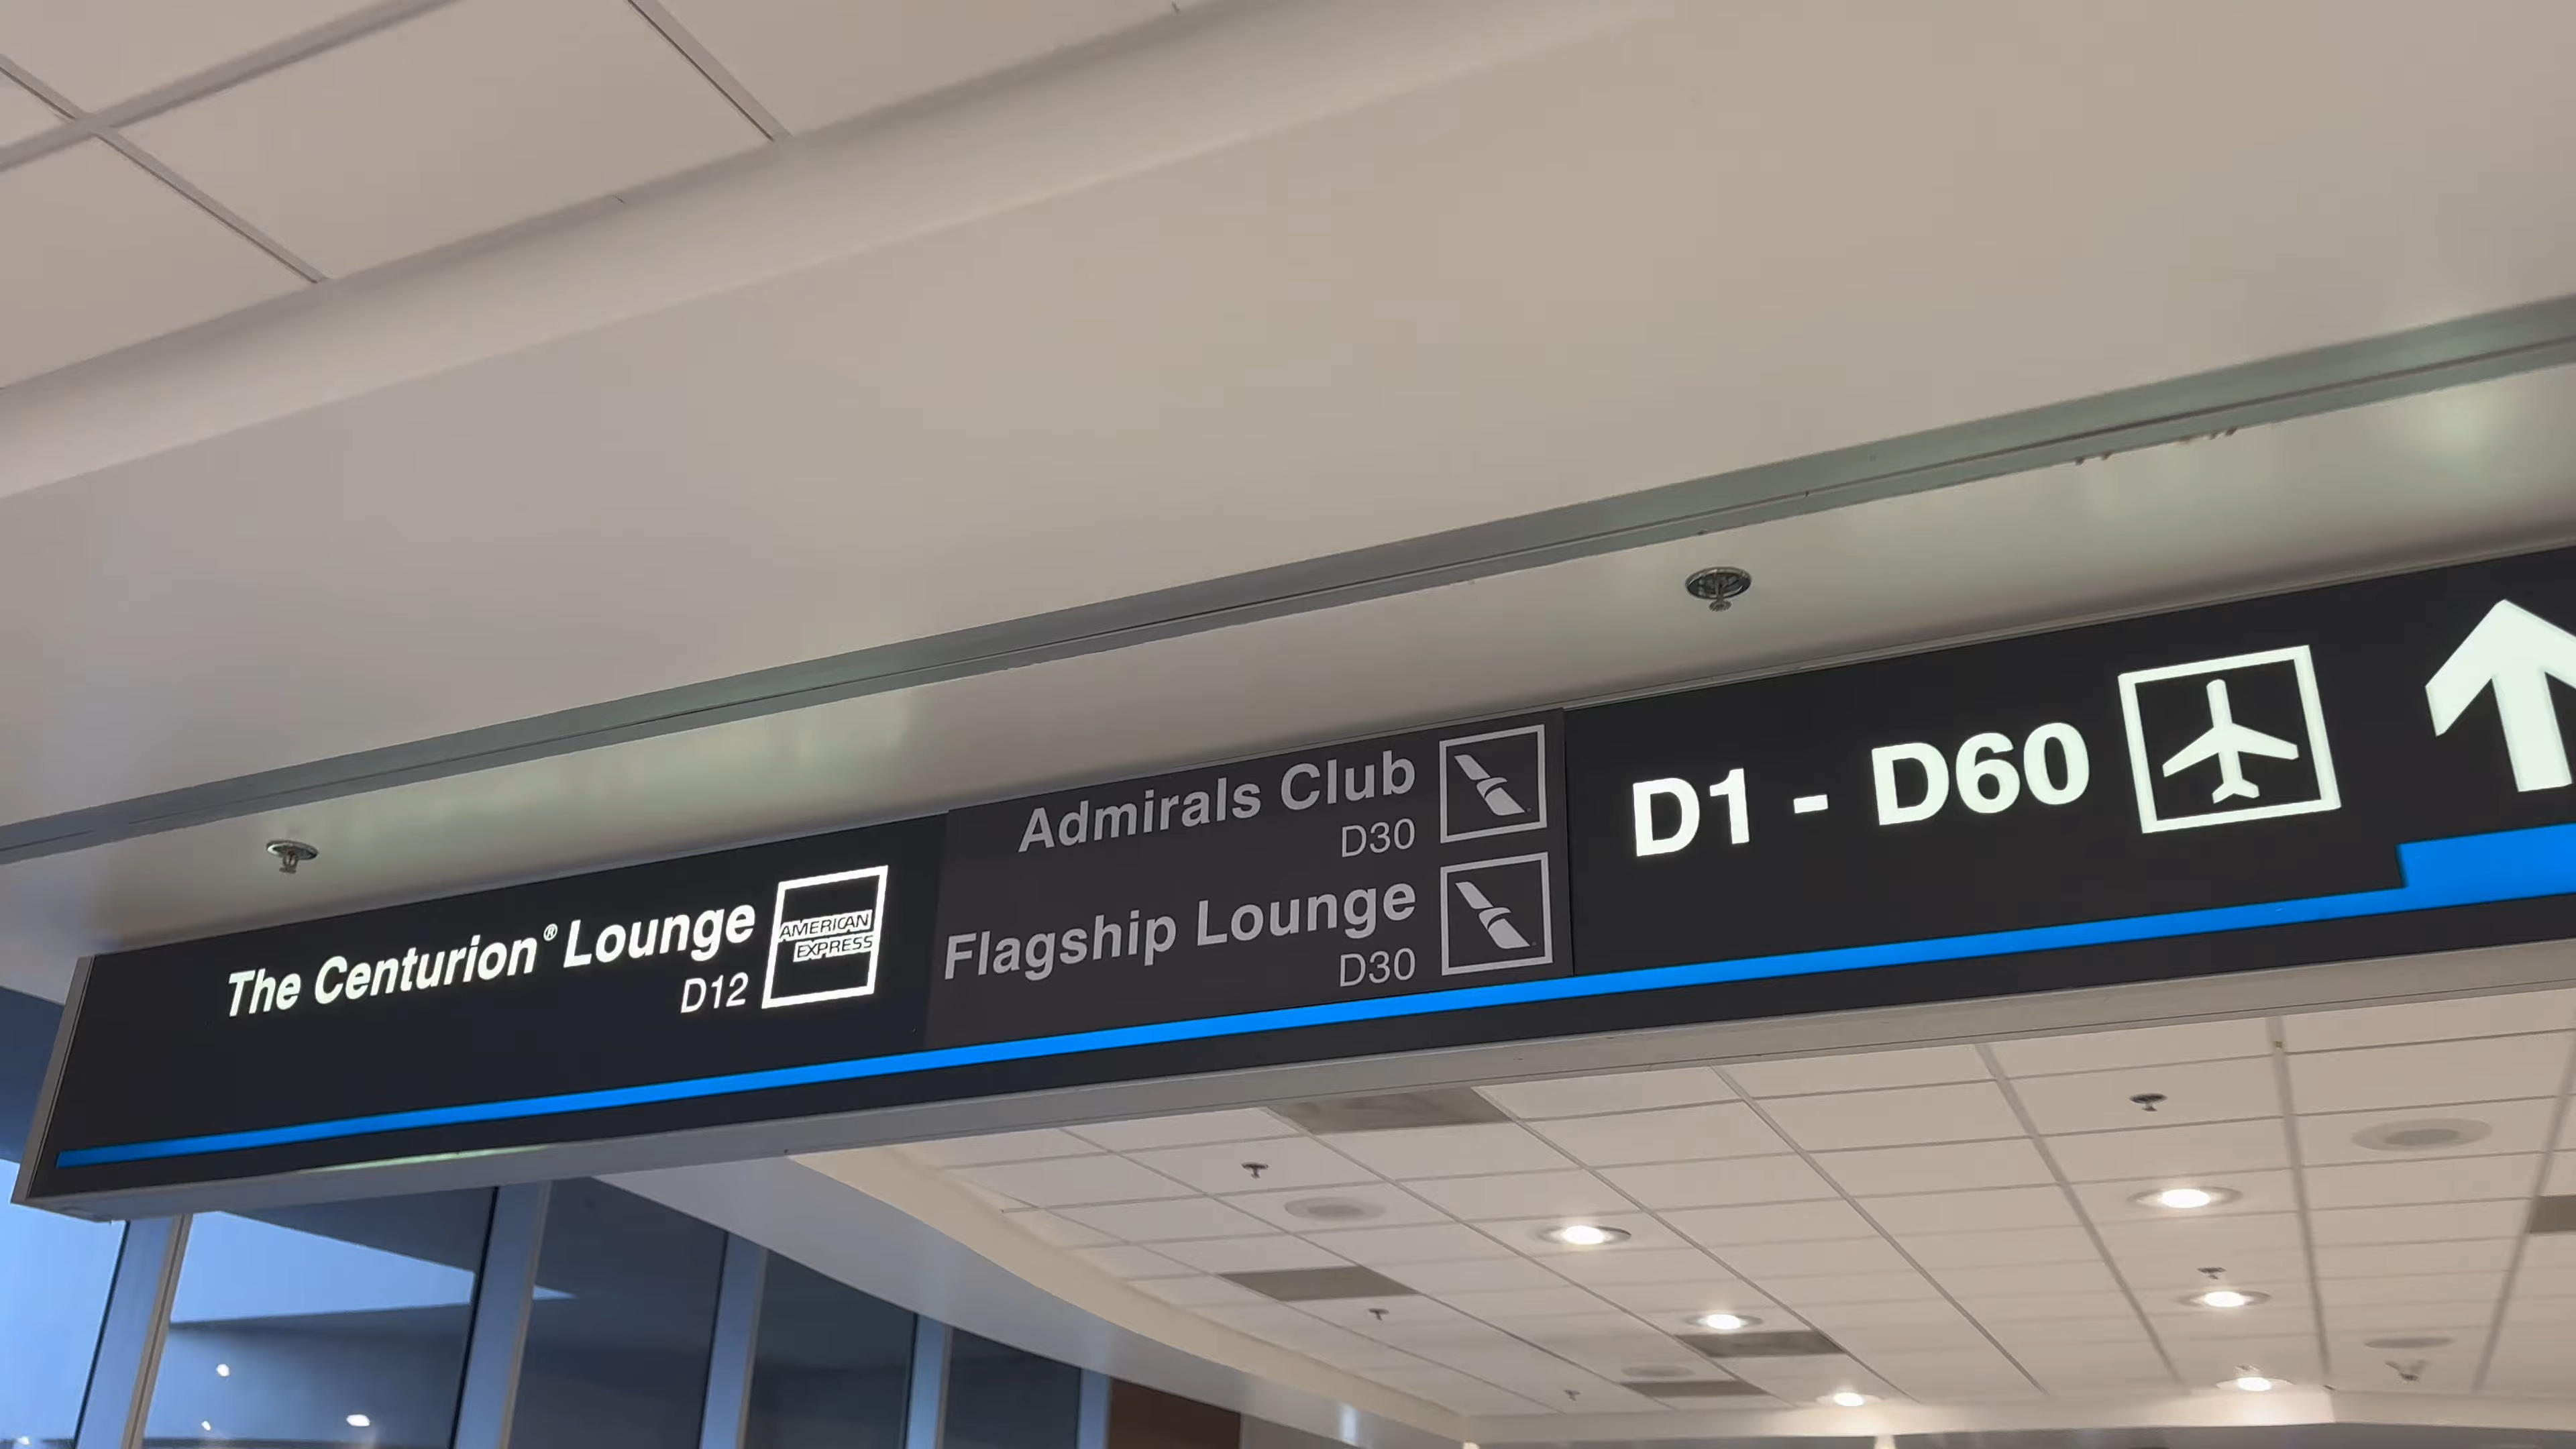 The Centurion® Lounge
D12
AMERICAN
EXPRESS
Admirals Club
D30
Flagship Lounge
D30
D1 - D60